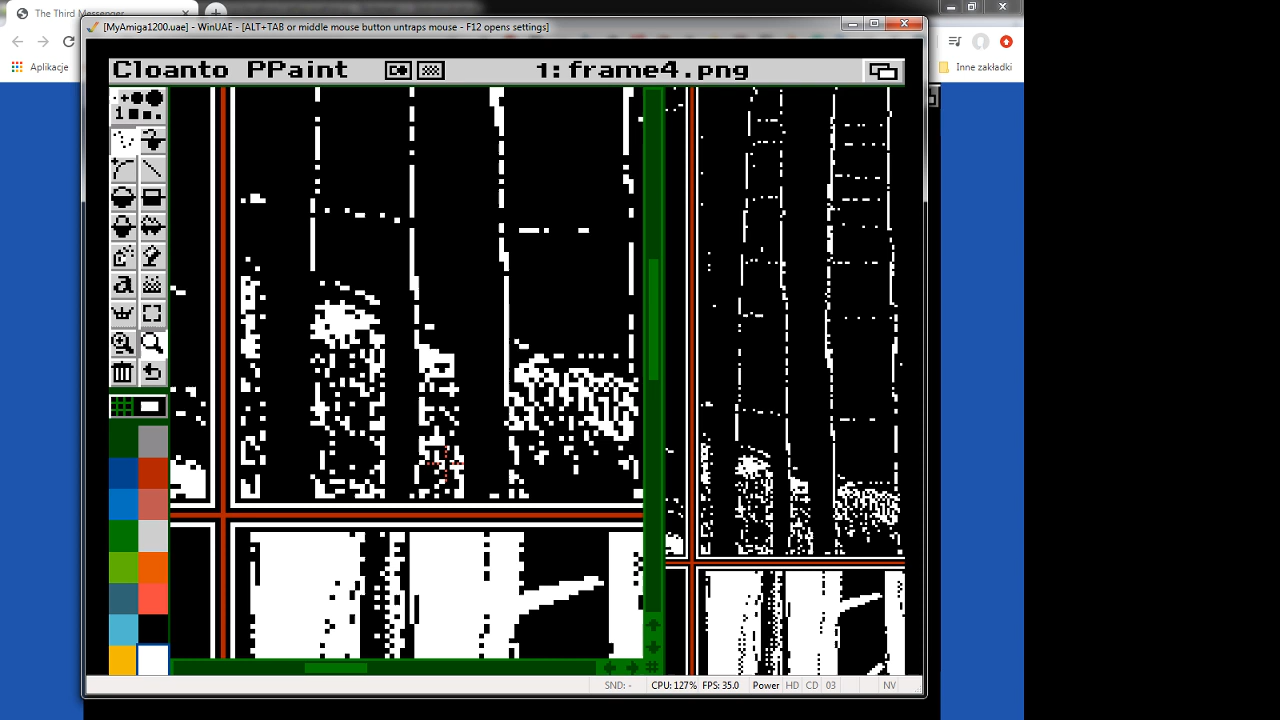 The Third Messenger
[MyAmiga1200.uae] - WinUAE - [ALT+TAB or middle mouse button untraps mouse - F12 opens settings]
Aplikacje
Inne zakładki
Cloanto PPaint
1:frame4.png
1
a
SND: -
CPU: 127%
FPS: 35.0
Power
HD
CD
03
NV